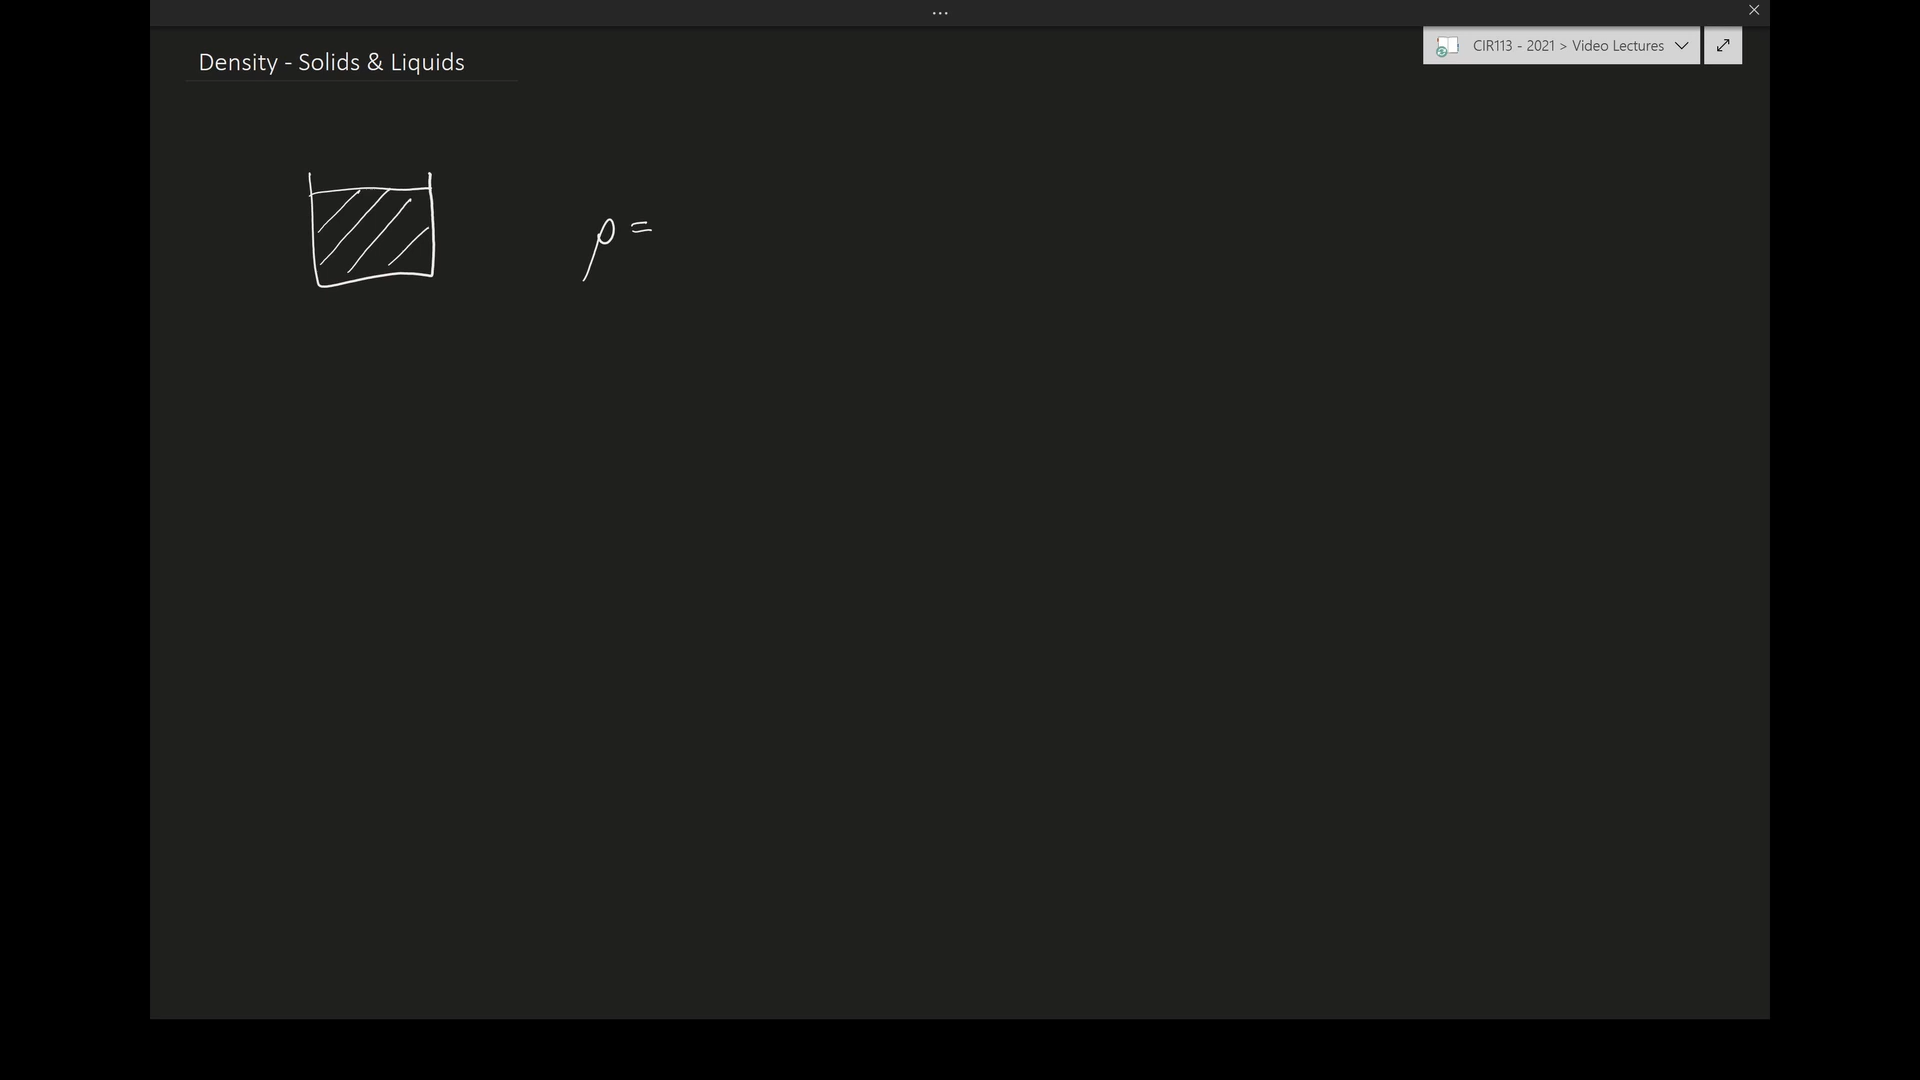 CIR113 - 2021 > Video Lectures
Density - Solids & Liquids
ρ =